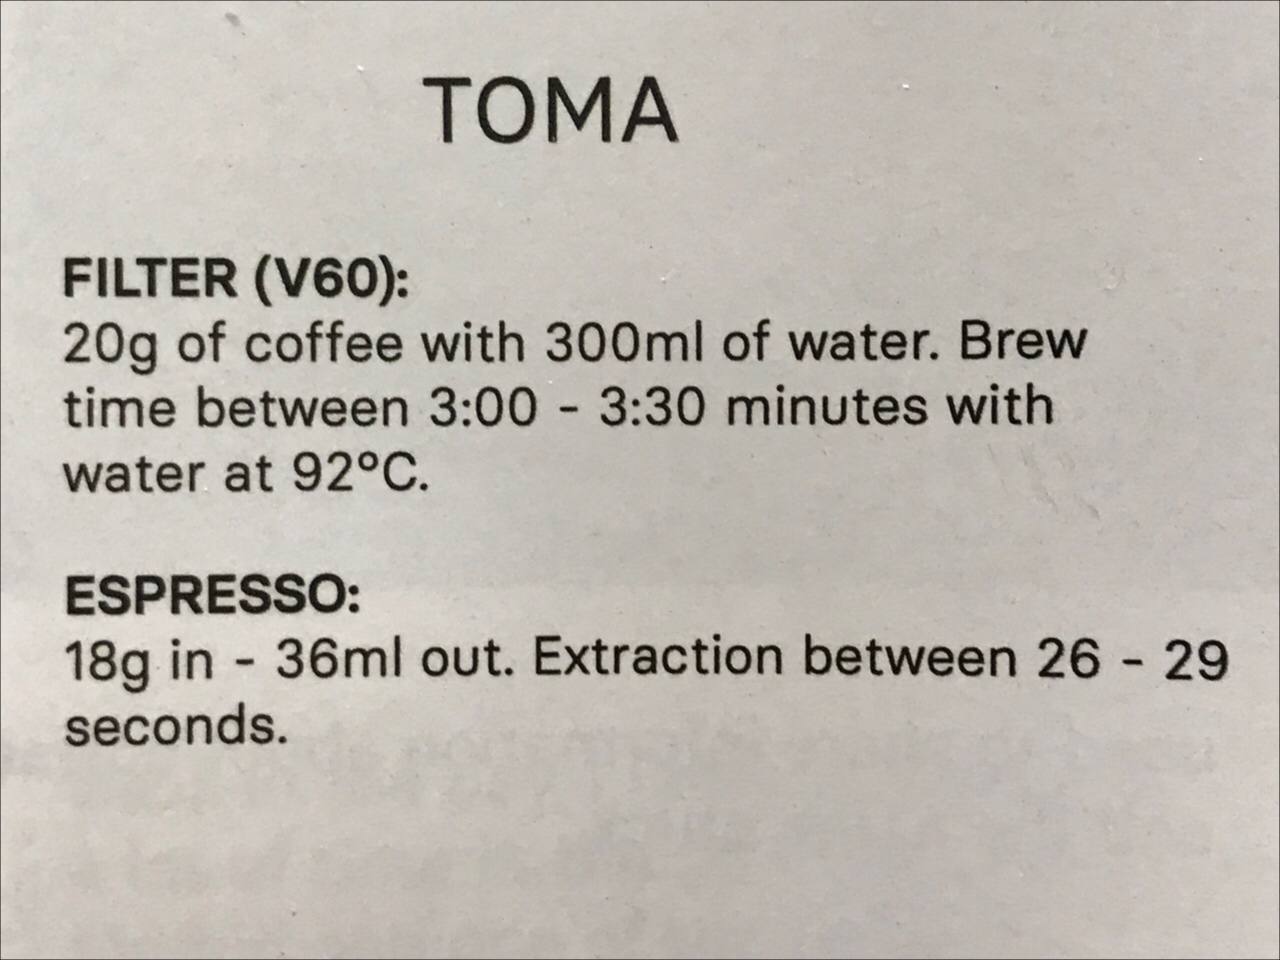 TOMA
FILTER (V60):
20g of coffee with 300ml of water. Brew
time between 3:00 - 3:30 minutes with
water at 92ºC.
ESPRESSO:
18g in - 36ml out. Extraction between 26 - 29
seconds.